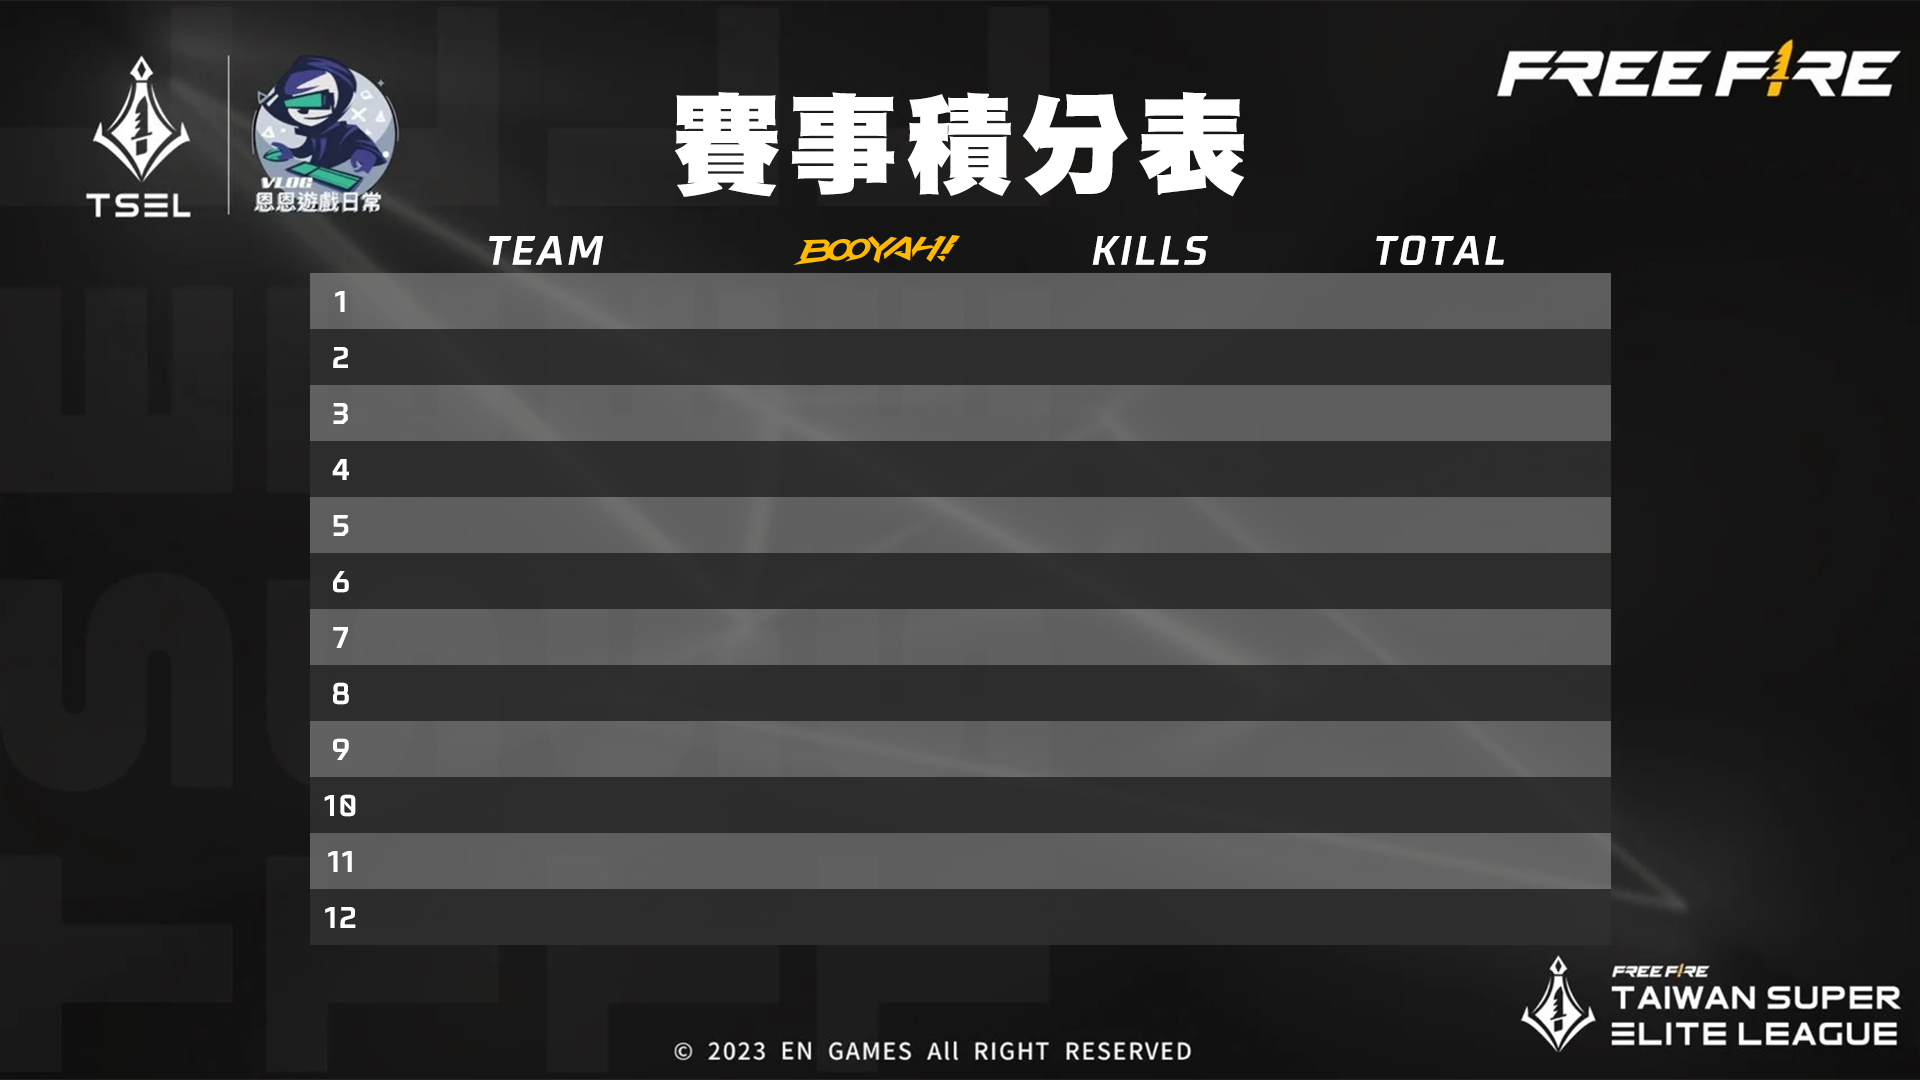 TSEL
VLOG
恩恩遊戲日常
賽事積分表
FREE FIRE
TEAM BOOYAH! KILLS TOTAL
1
2
3
4
5
6
7
8
9
10
11
12
FREE FIRE
TAIWAN SUPER
ELITE LEAGUE
© 2023 EN GAMES All RIGHT RESERVED